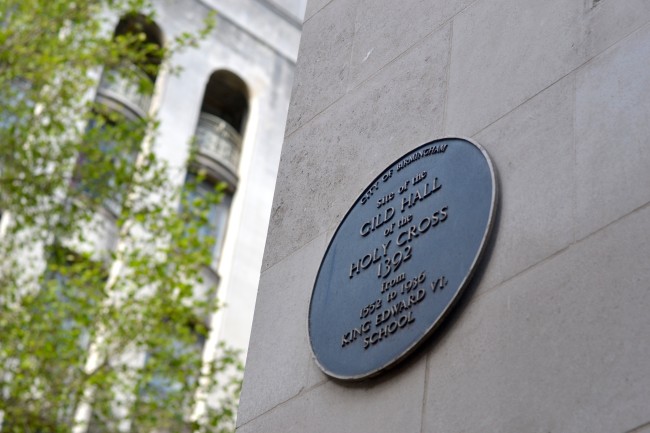 CITY OF BIRMINGHAM
site of the
GILD HALL
of the
HOLY CROSS
1392
from
1552 to 1936
KING EDWARD VI.
SCHOOL